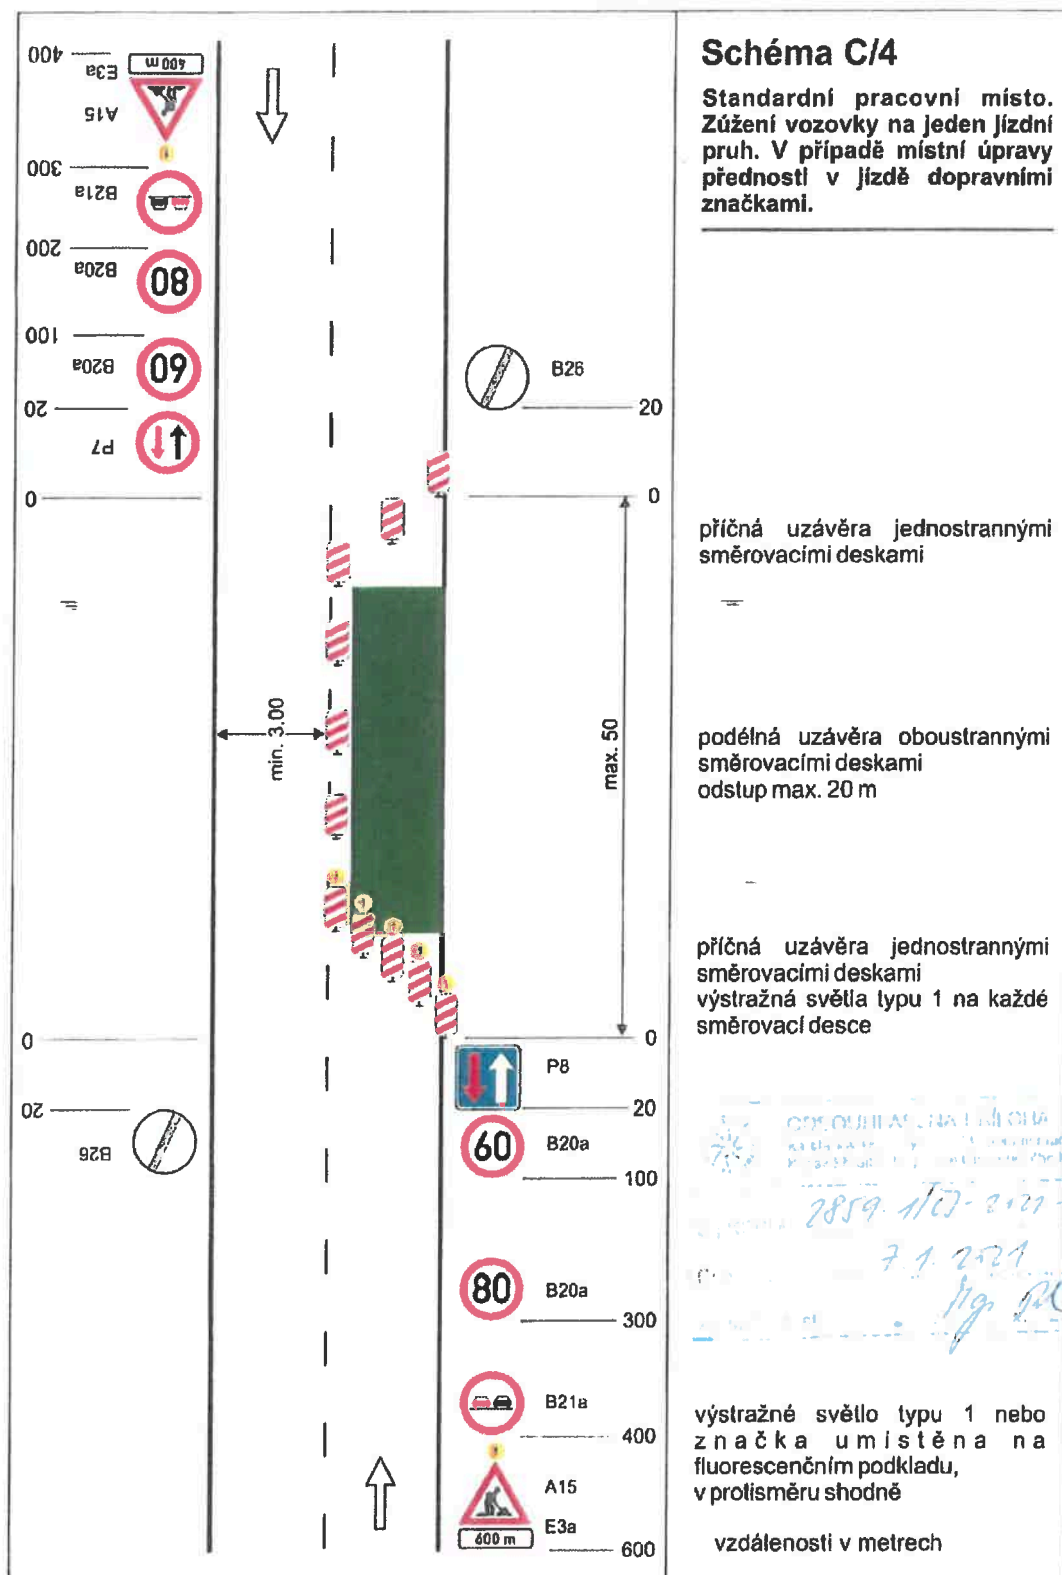 Schéma C/4
Standardní pracovní místo.
Zúžení vozovky na jeden jízdní
pruh. V případě místní úpravy
přednosti v jízdě dopravními
značkami.
400
E3a
400 m
A15
300
B21a
200
B20a
80
100
B20a
60
20
P7
0
B26
20
0
příčná uzávěra jednostrannými
směrovacími deskami
min. 3.00
max. 50
podélná uzávěra oboustrannými
směrovacími deskami
odstup max. 20 m
příčná uzávěra jednostrannými
směrovacími deskami
výstražná světla typu 1 na každé
směrovací desce
0
20
B26
0
P8
20
60
B20a
100
80
B20a
300
B21a
400
A15
E3a
600 m
600
7.1.2021
Mgr.
výstražné světlo typu 1 nebo
značka umístěna na
fluorescenčním podkladu,
v protisměru shodně
vzdálenosti v metrech